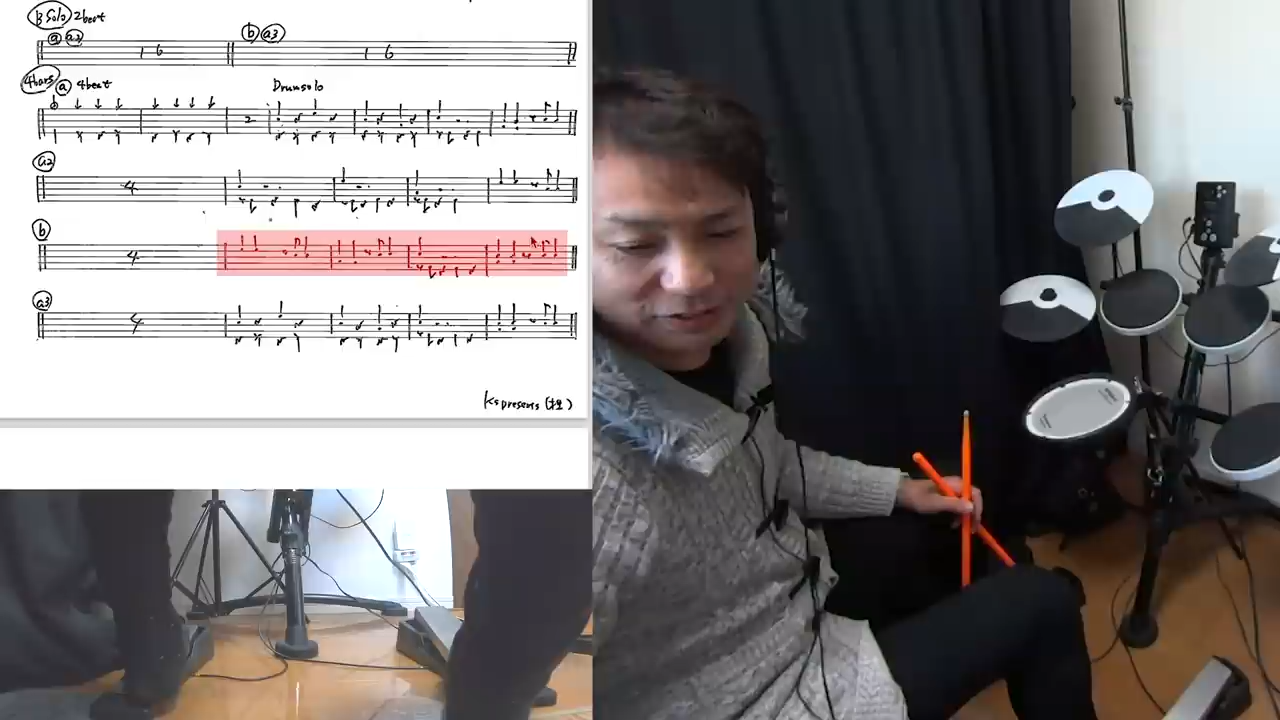 B Solo 2beat
a a2 16 b a3 16
4bars a 4beat Drumsolo
2
a2
4
b
4
a3
4
Ks presents